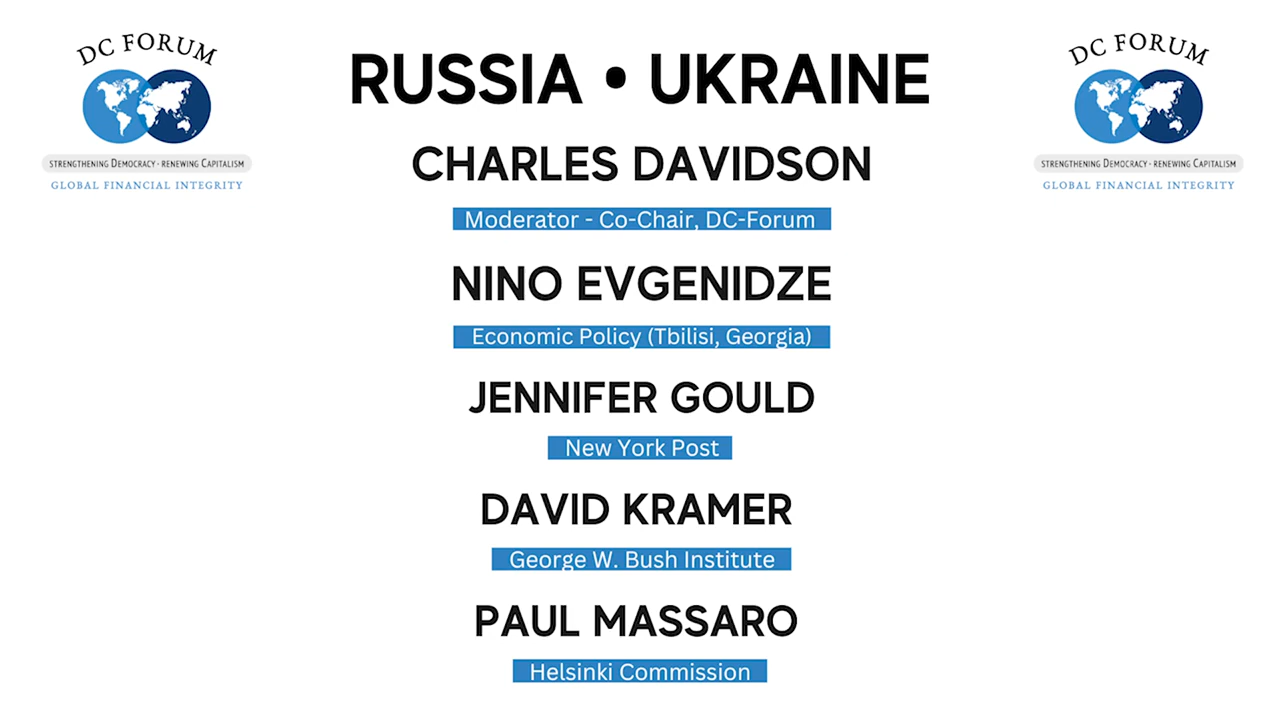 DC FORUM
STRENGTHENING DEMOCRACY · RENEWING CAPITALISM
GLOBAL FINANCIAL INTEGRITY
DC FORUM
STRENGTHENING DEMOCRACY · RENEWING CAPITALISM
GLOBAL FINANCIAL INTEGRITY
RUSSIA • UKRAINE
CHARLES DAVIDSON
Moderator - Co-Chair, DC-Forum
NINO EVGENIDZE
Economic Policy (Tbilisi, Georgia)
JENNIFER GOULD
New York Post
DAVID KRAMER
George W. Bush Institute
PAUL MASSARO
Helsinki Commission